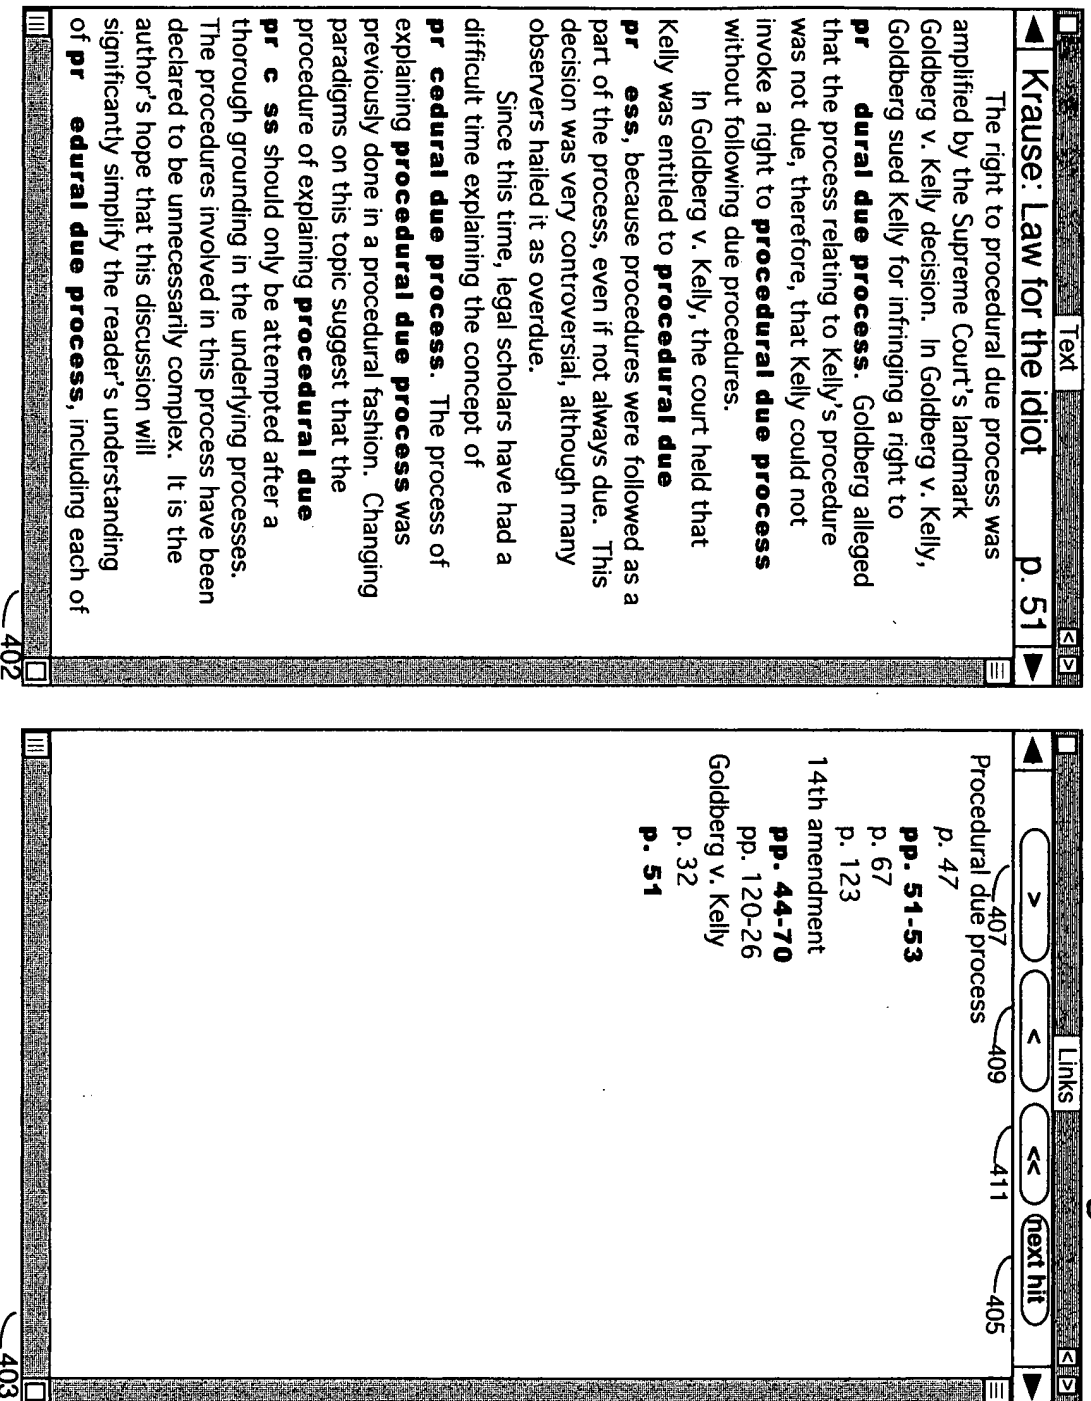 Text
Krause: Law for the idiot p. 51
The right to procedural due process was
amplified by the Supreme Court's landmark
Goldberg v. Kelly decision. In Goldberg v. Kelly,
Goldberg sued Kelly for infringing a right to
pr dural due process. Goldberg alleged
that the process relating to Kelly's procedure
was not due, therefore, that Kelly could not
invoke a right to procedural due process
without following due procedures.
In Goldberg v. Kelly, the court held that
Kelly was entitled to procedural due
pr ess, because procedures were followed as a
part of the process, even if not always due. This
decision was very controversial, although many
observers hailed it as overdue.
Since this time, legal scholars have had a
difficult time explaining the concept of
pr cedural due process. The process of
explaining procedural due process was
previously done in a procedural fashion. Changing
paradigms on this topic suggest that the
procedure of explaining procedural due
pr c ss should only be attempted after a
thorough grounding in the underlying processes.
The procedures involved in this process have been
declared to be unnecessarily complex. It is the
author's hope that this discussion will
significantly simplify the reader's understanding
of pr edural due process, including each of
402
Links
> < << next hit
407 409 411 405
Procedural due process
p. 47
pp. 51-53
p. 67
p. 123
14th amendment
pp. 44-70
pp. 120-26
Goldberg v. Kelly
p. 32
p. 51
403